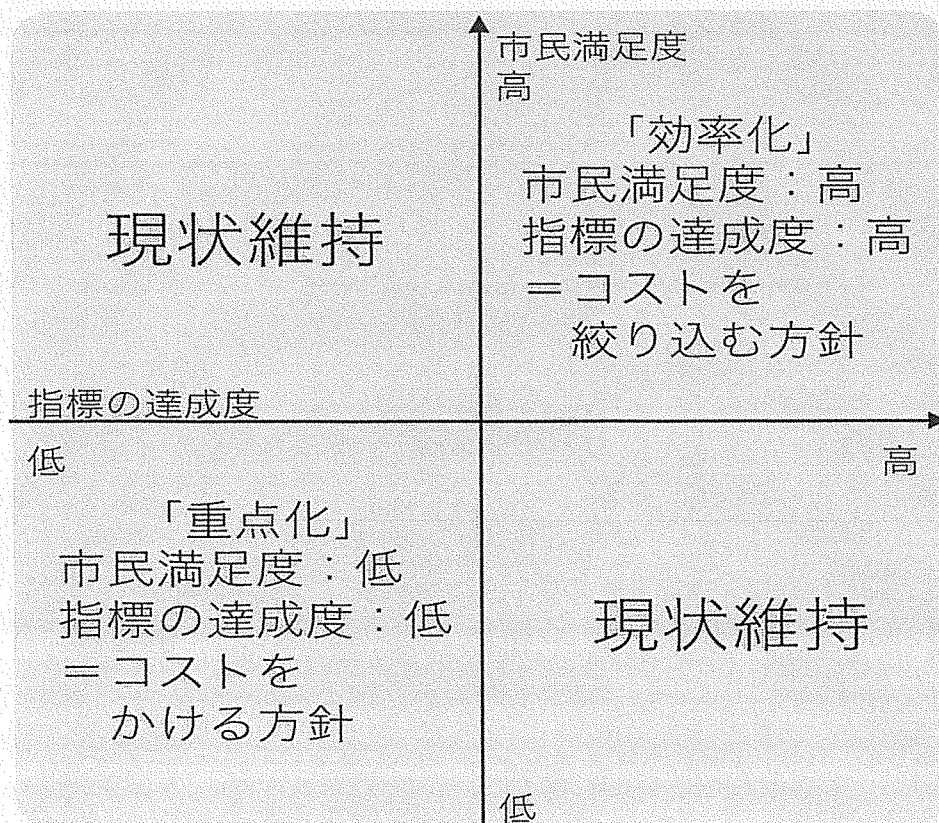 市民満足度
高
「効率化」
市民満足度：高
指標の達成度：高
＝コストを
絞り込む方針
現状維持
指標の達成度
低
高
「重点化」
市民満足度：低
指標の達成度：低
＝コストを
かける方針
現状維持
低